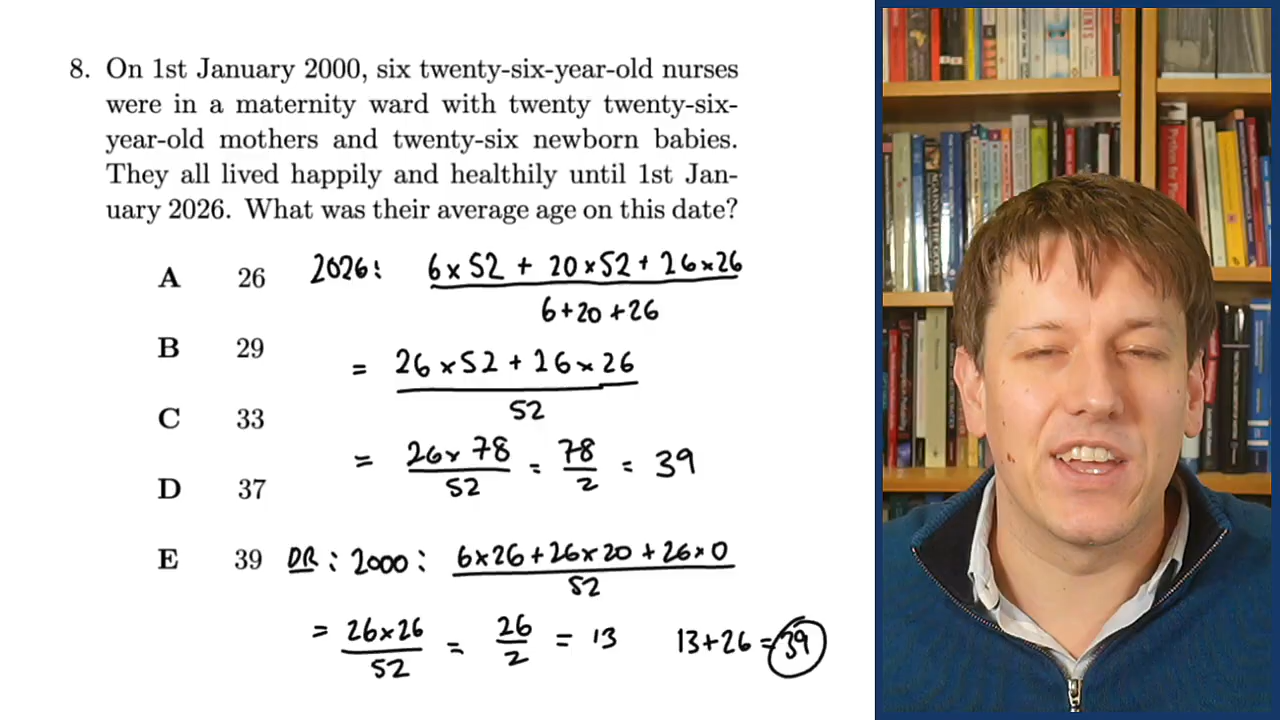 8. On 1st January 2000, six twenty-six-year-old nurses
were in a maternity ward with twenty twenty-six-
year-old mothers and twenty-six newborn babies.
They all lived happily and healthily until 1st Jan-
uary 2026. What was their average age on this date?
A 26
2026: 6×52 + 20×52 + 26×26
6+20+26
B 29
= 26×52 + 26×26
52
C 33
= 26×78 / 52 = 78 / 2 = 39
D 37
E 39
DR: 2000: 6×26+26×20+26×0
52
= 26×26 / 52 = 26 / 2 = 13 13+26=39